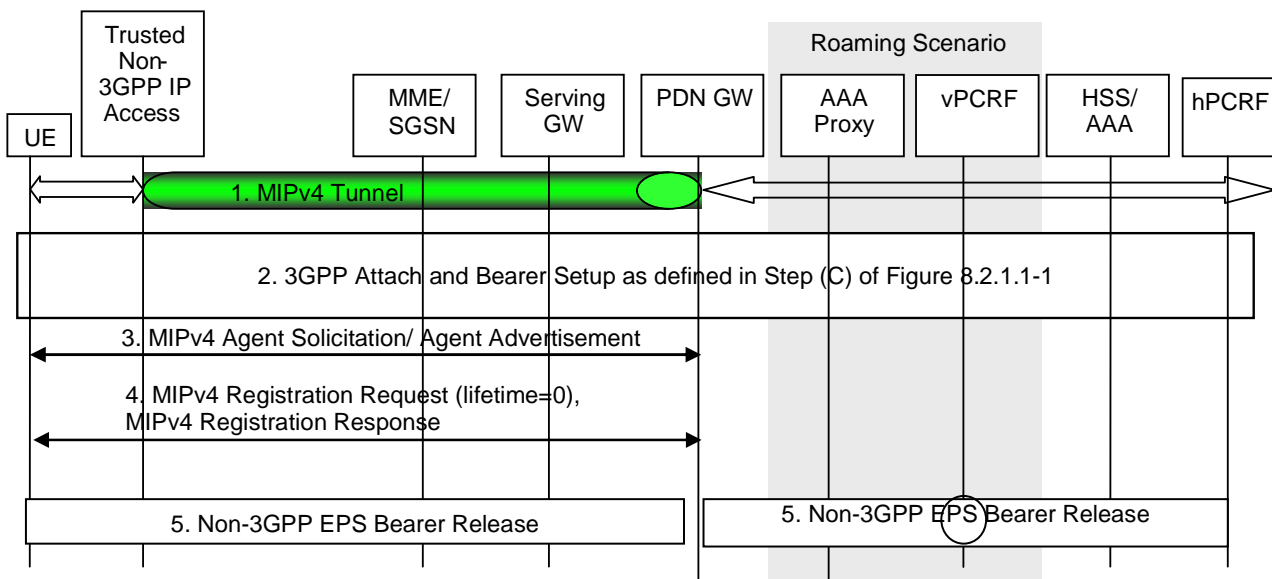 Roaming Scenario
UE
Trusted
Non-
3GPP IP
Access
MME/
SGSN
Serving
GW
PDN GW
AAA
Proxy
vPCRF
HSS/
AAA
hPCRF
1. MIPv4 Tunnel
2. 3GPP Attach and Bearer Setup as defined in Step (C) of Figure 8.2.1.1-1
3. MIPv4 Agent Solicitation/ Agent Advertisement
4. MIPv4 Registration Request (lifetime=0),
MIPv4 Registration Response
5. Non-3GPP EPS Bearer Release
5. Non-3GPP EPS Bearer Release